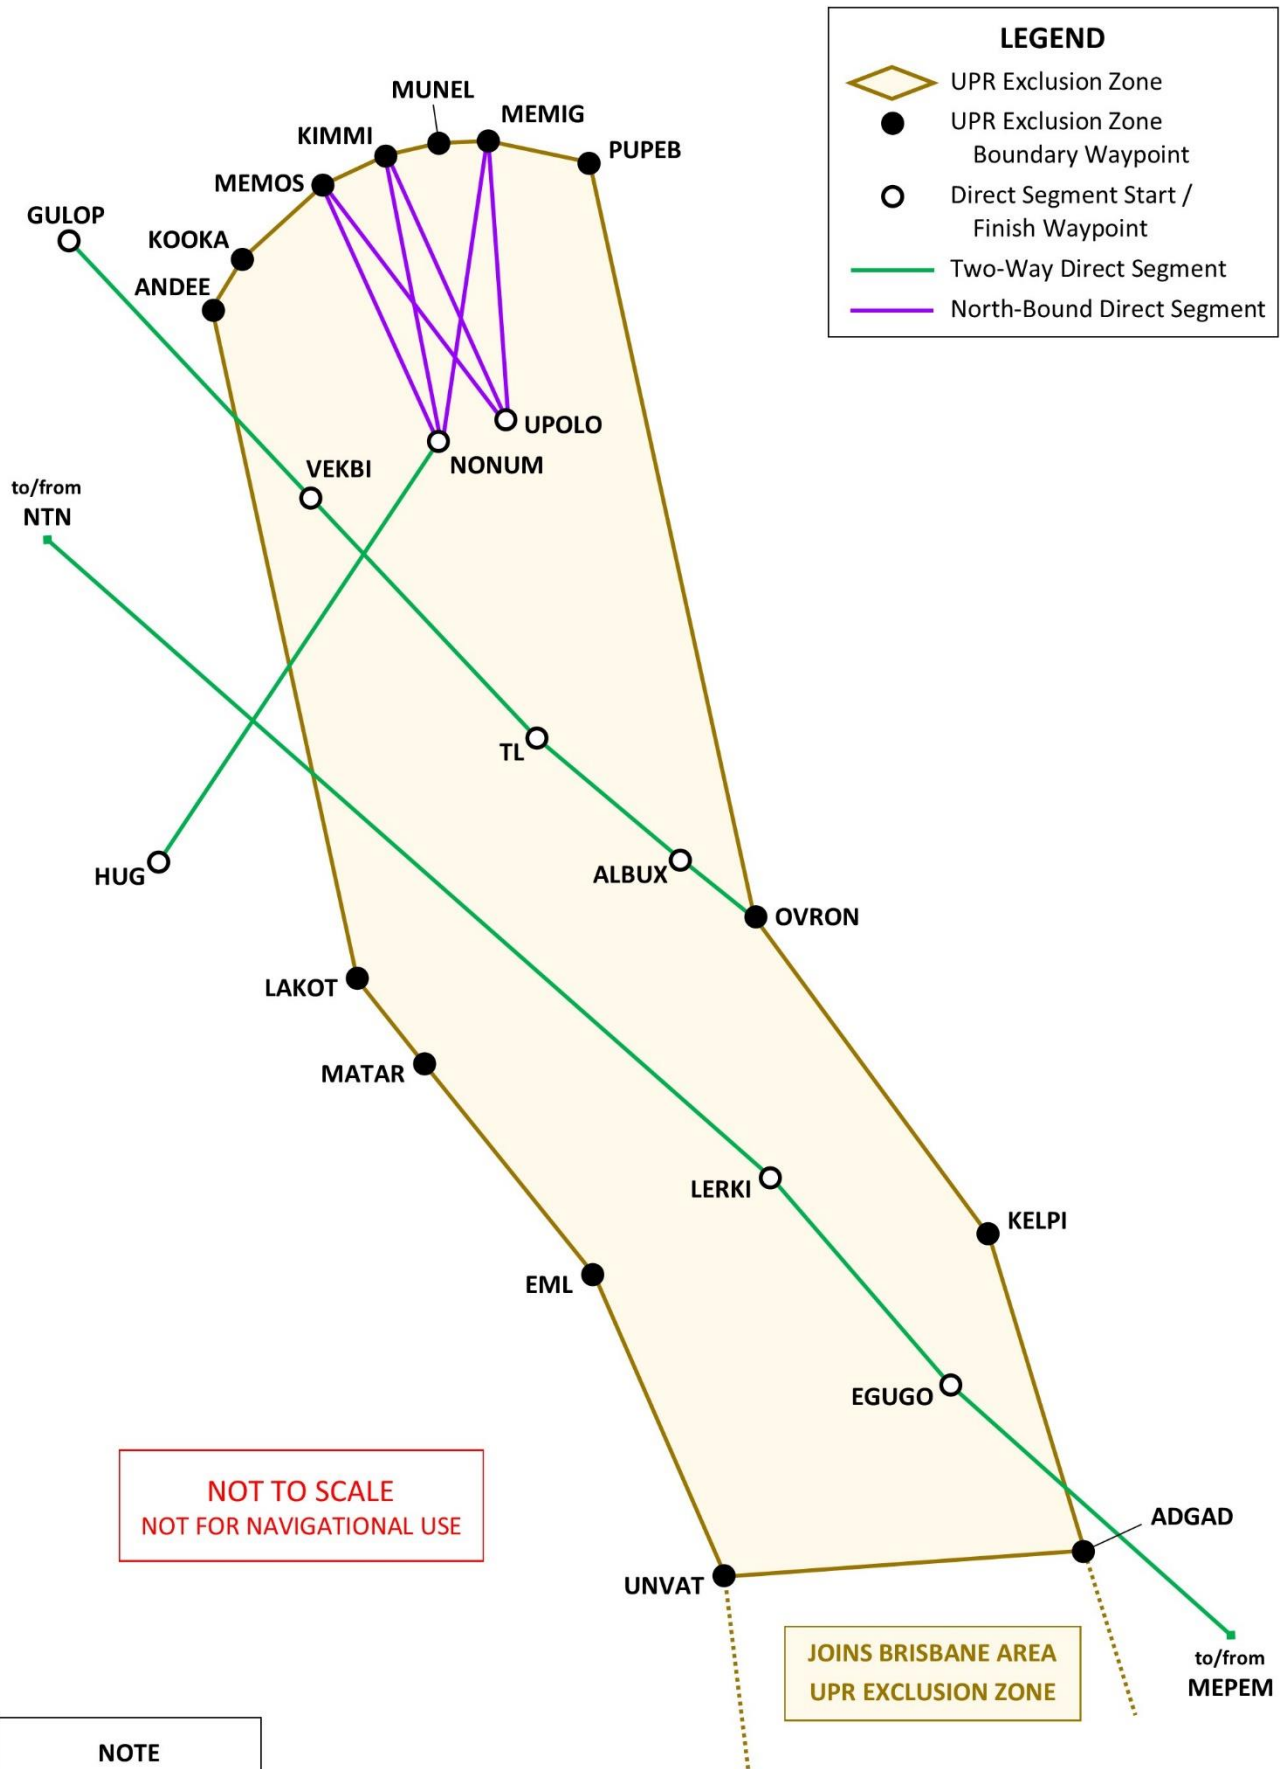 LEGEND
UPR Exclusion Zone
UPR Exclusion Zone
Boundary Waypoint
Direct Segment Start /
Finish Waypoint
Two-Way Direct Segment
North-Bound Direct Segment
MUNEL
MEMIG
KIMMI
PUPEB
MEMOS
GULOP
KOOKA
ANDEE
UPOLO
NONUM
VEKBI
to/from
NTN
TL
ALBUX
HUG
OVRON
LAKOT
MATAR
LERKI
KELPI
EML
EGUGO
NOT TO SCALE
NOT FOR NAVIGATIONAL USE
ADGAD
UNVAT
JOINS BRISBANE AREA
UPR EXCLUSION ZONE
to/from
MEPEM
NOTE